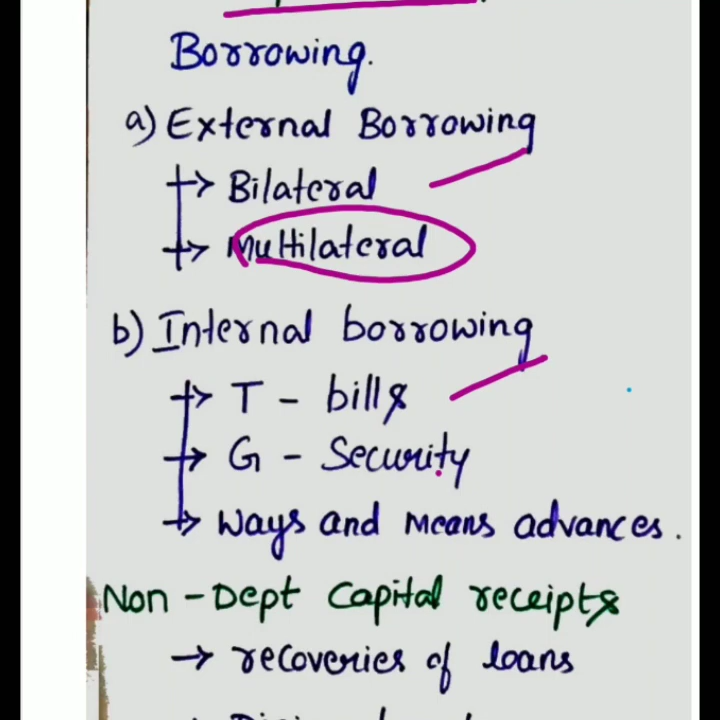 Borrowing.
a) External Borrowing
→ Bilateral
→ Multilateral
b) Internal borrowing
→ T - bills
→ G - Security
→ Ways and Means advances.
Non - Dept Capital receipts
→ recoveries of loans